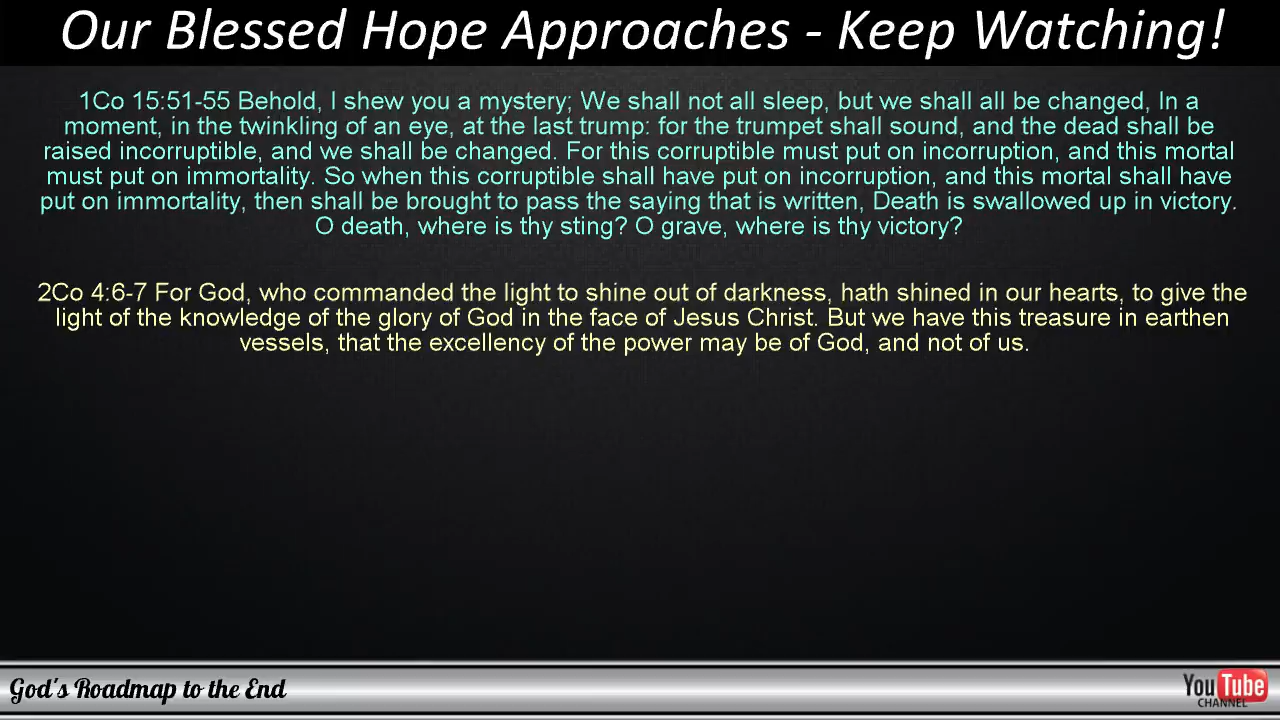 Our Blessed Hope Approaches - Keep Watching!
1Co 15:51-55 Behold, I shew you a mystery; We shall not all sleep, but we shall all be changed, In a
moment, in the twinkling of an eye, at the last trump: for the trumpet shall sound, and the dead shall be
raised incorruptible, and we shall be changed. For this corruptible must put on incorruption, and this mortal
must put on immortality. So when this corruptible shall have put on incorruption, and this mortal shall have
put on immortality, then shall be brought to pass the saying that is written, Death is swallowed up in victory.
O death, where is thy sting? O grave, where is thy victory?
2Co 4:6-7 For God, who commanded the light to shine out of darkness, hath shined in our hearts, to give the
light of the knowledge of the glory of God in the face of Jesus Christ. But we have this treasure in earthen
vessels, that the excellency of the power may be of God, and not of us.
God's Roadmap to the End
YouTube
CHANNEL